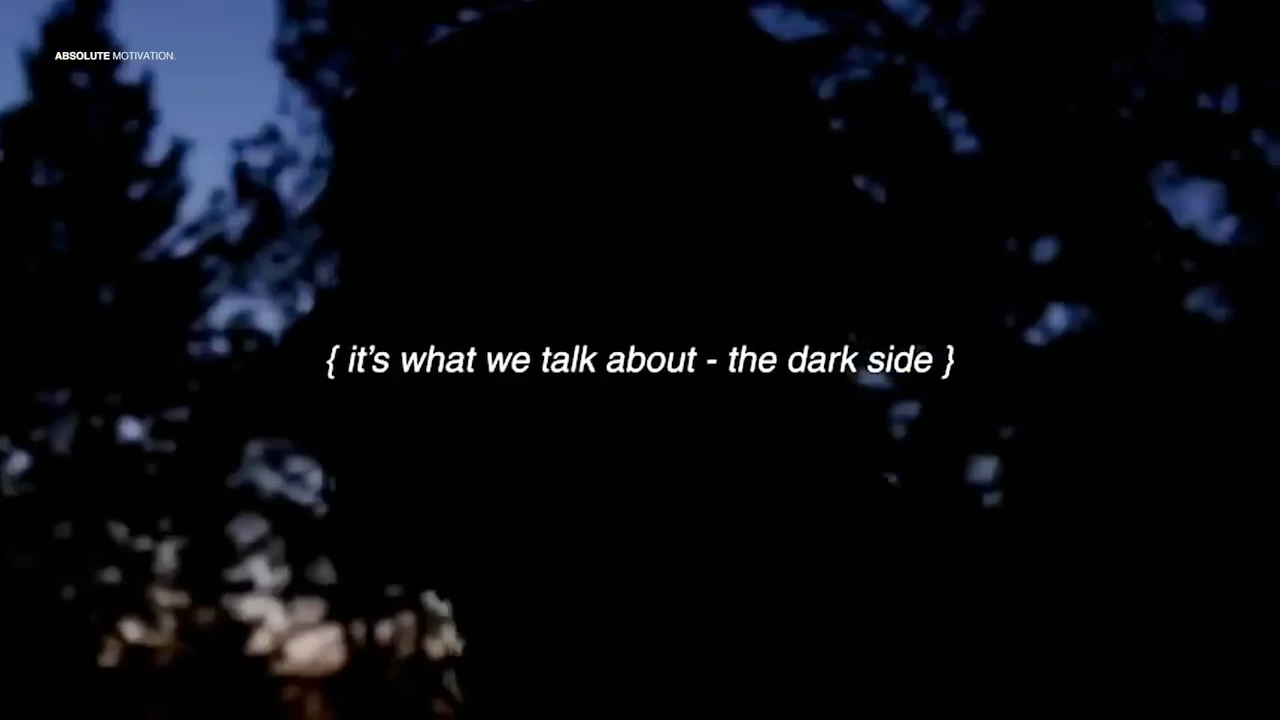 ABSOLUTE MOTIVATION.
{ it's what we talk about - the dark side }